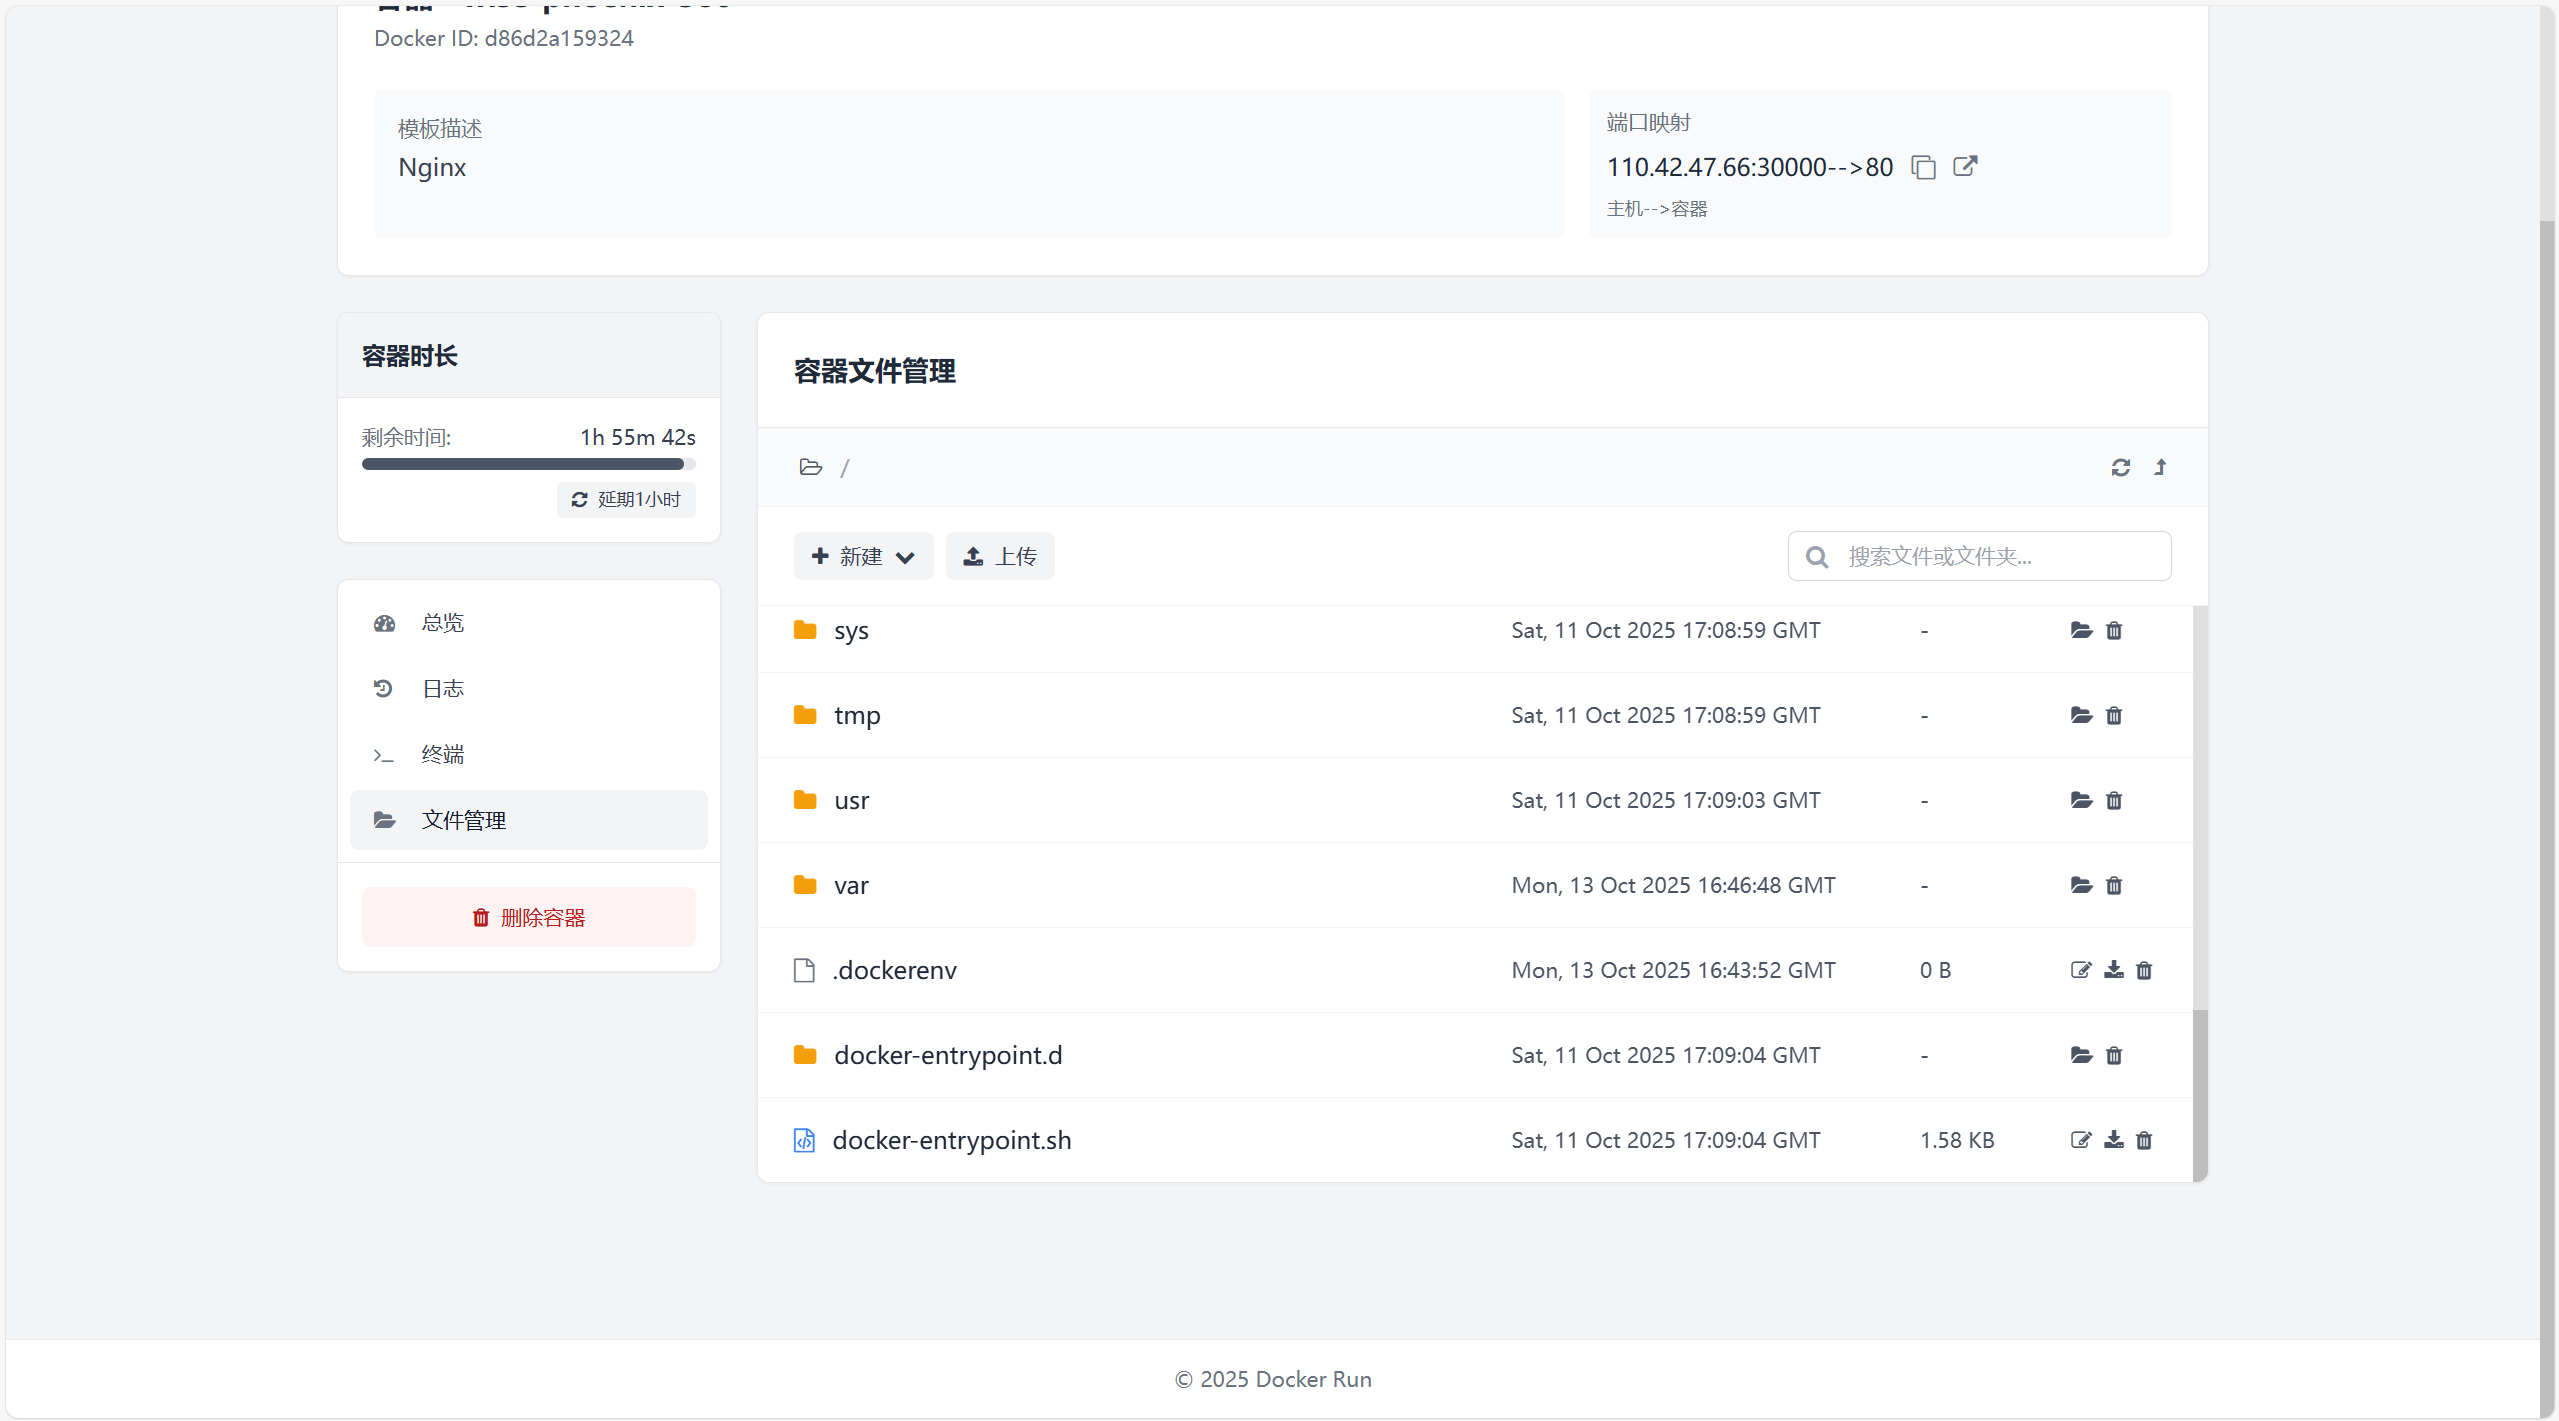 Docker ID: d86d2a159324
模板描述
Nginx
端口映射
110.42.47.66:30000-->80
主机-->容器
容器时长
剩余时间: 1h 55m 42s
延期1小时
总览
日志
终端
文件管理
删除容器
容器文件管理
/
新建 上传 搜索文件或文件夹...
sys Sat, 11 Oct 2025 17:08:59 GMT -
tmp Sat, 11 Oct 2025 17:08:59 GMT -
usr Sat, 11 Oct 2025 17:09:03 GMT -
var Mon, 13 Oct 2025 16:46:48 GMT -
.dockerenv Mon, 13 Oct 2025 16:43:52 GMT 0 B
docker-entrypoint.d Sat, 11 Oct 2025 17:09:04 GMT -
docker-entrypoint.sh Sat, 11 Oct 2025 17:09:04 GMT 1.58 KB
© 2025 Docker Run